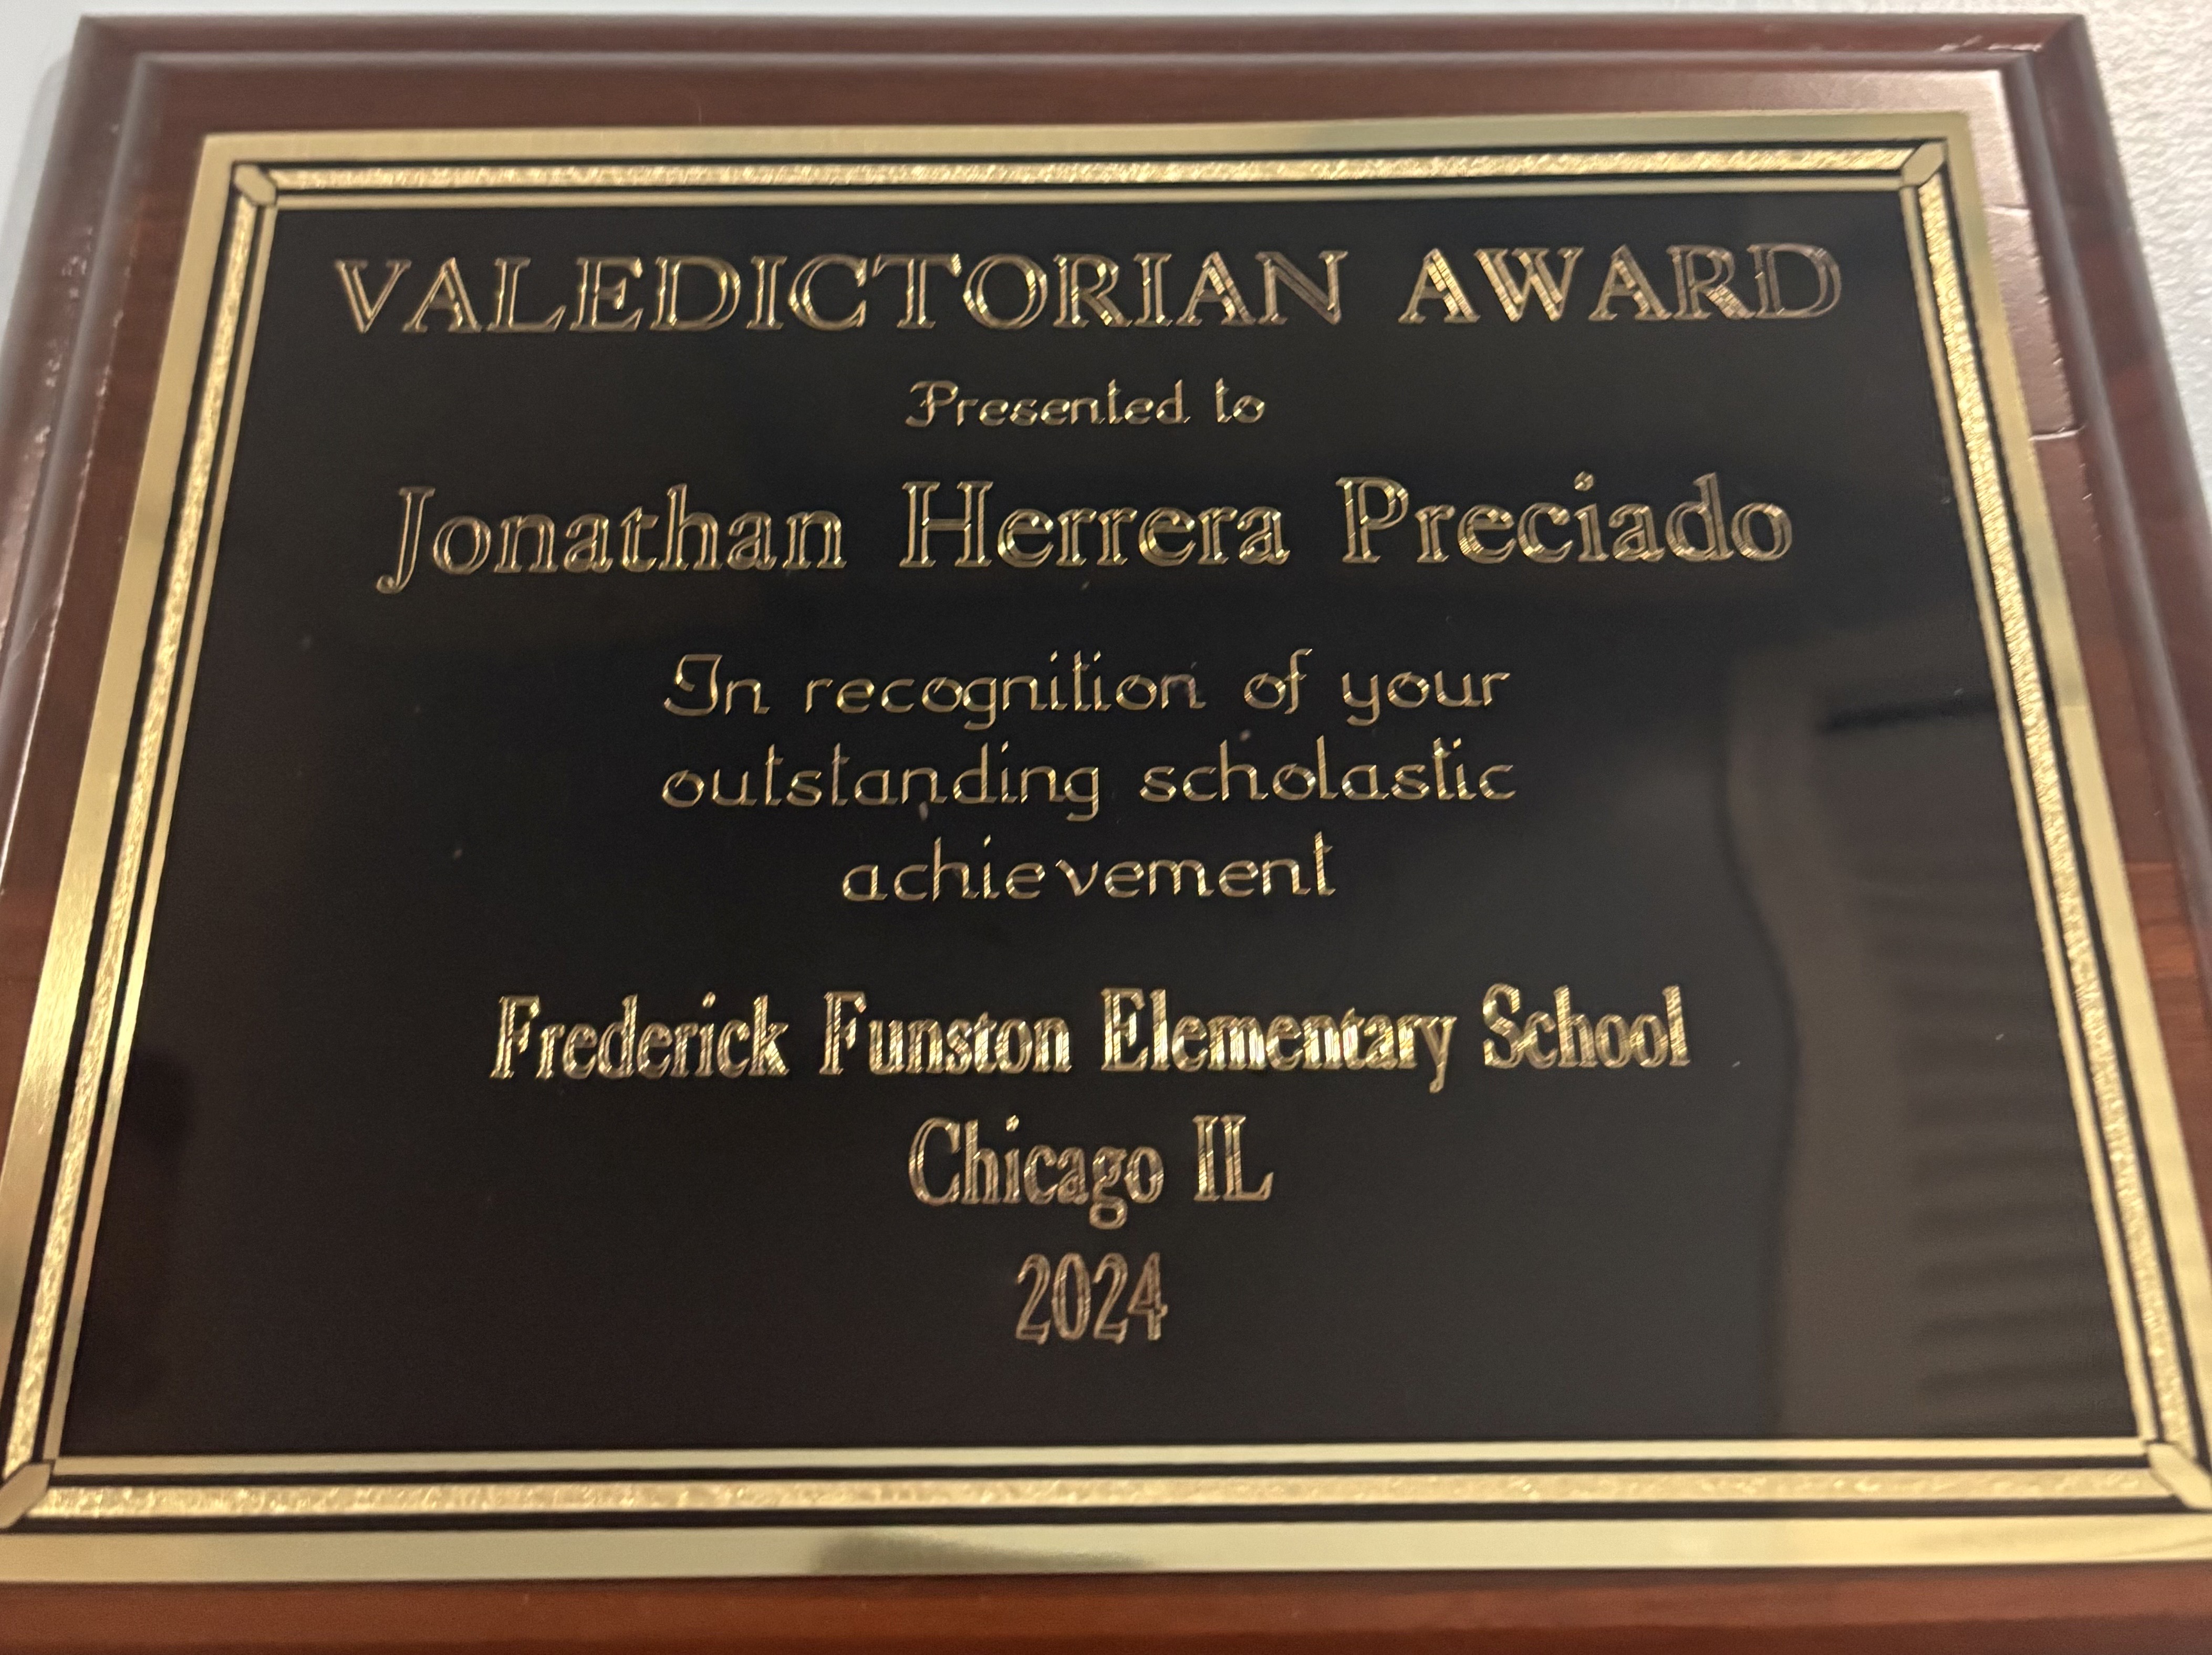 VALEDICTORIAN AWARD
Presented to
Jonathan Herrera Preciado
In recognition of your
outstanding scholastic
achievement
Frederick Funston Elementary School
Chicago IL
2024